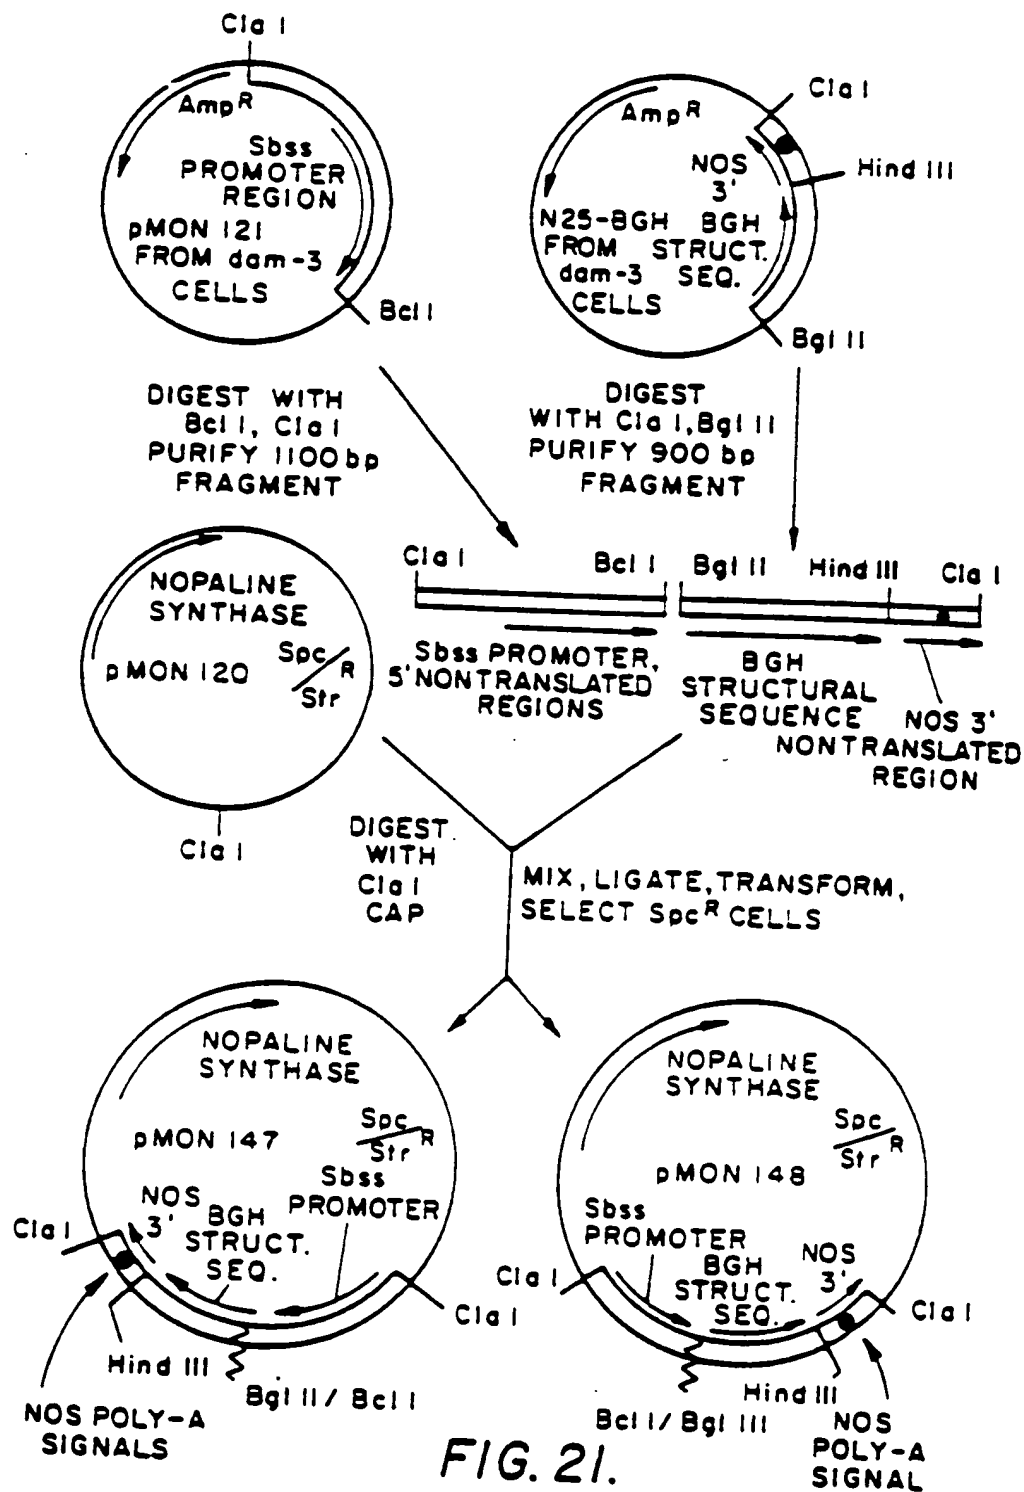 Cla I
Amp R
Sbss
PROMOTER
REGION
pMON 121
FROM dam-3
CELLS
Bcl I
Cla I
Amp R
Hind III
NOS
3'
N25-BGH
FROM
dam-3
CELLS
BGH
STRUCT.
SEQ.
Bgl II
DIGEST WITH
Bcl I, Cla I
PURIFY 1100 bp
FRAGMENT
DIGEST
WITH Cla I, Bgl II
PURIFY 900 bp
FRAGMENT
Cla I
Bcl I
Bgl II
Hind III
Cla I
Sbss PROMOTER,
5' NONTRANSLATED
REGIONS
BGH
STRUCTURAL
SEQUENCE
NOS 3'
NONTRANSLATED
REGION
NOPALINE
SYNTHASE
pMON 120
Spc/Str R
Cla I
DIGEST
WITH
Cla I
CAP
MIX, LIGATE, TRANSFORM,
SELECT Spc R CELLS
NOPALINE
SYNTHASE
pMON 147
Spc/Str R
Sbss
PROMOTER
NOS
3'
BGH
STRUCT.
SEQ.
Cla I
Cla I
Hind III
Bgl II / Bcl I
NOS POLY-A
SIGNALS
NOPALINE
SYNTHASE
Spc/Str R
pMON 148
Sbss
PROMOTER
BGH
STRUCT.
SEQ.
NOS
3'
Cla I
Cla I
Hind III
Bcl I / Bgl III
NOS
POLY-A
SIGNAL
FIG. 21.